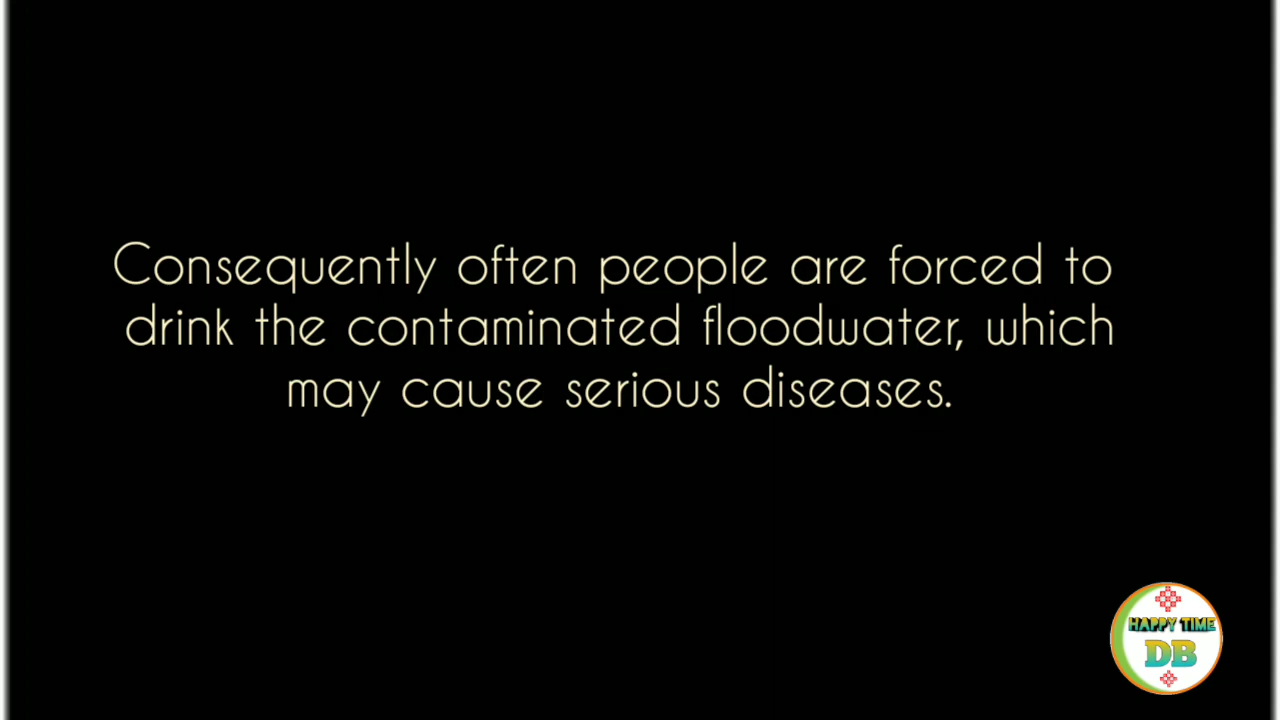 Consequently often people are forced to
drink the contaminated floodwater, which
may cause serious diseases.
HAPPY TIME
DB